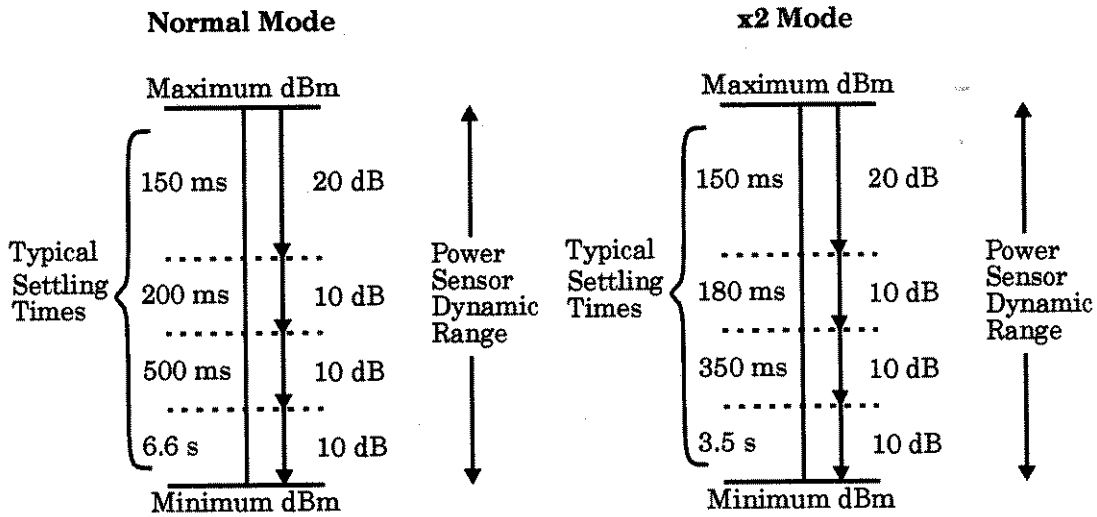 Normal Mode
Maximum dBm
150 ms
20 dB
Typical
Settling
Times
200 ms
10 dB
500 ms
10 dB
6.6 s
10 dB
Minimum dBm
Power
Sensor
Dynamic
Range
x2 Mode
Maximum dBm
150 ms
20 dB
Typical
Settling
Times
180 ms
10 dB
350 ms
10 dB
3.5 s
10 dB
Minimum dBm
Power
Sensor
Dynamic
Range